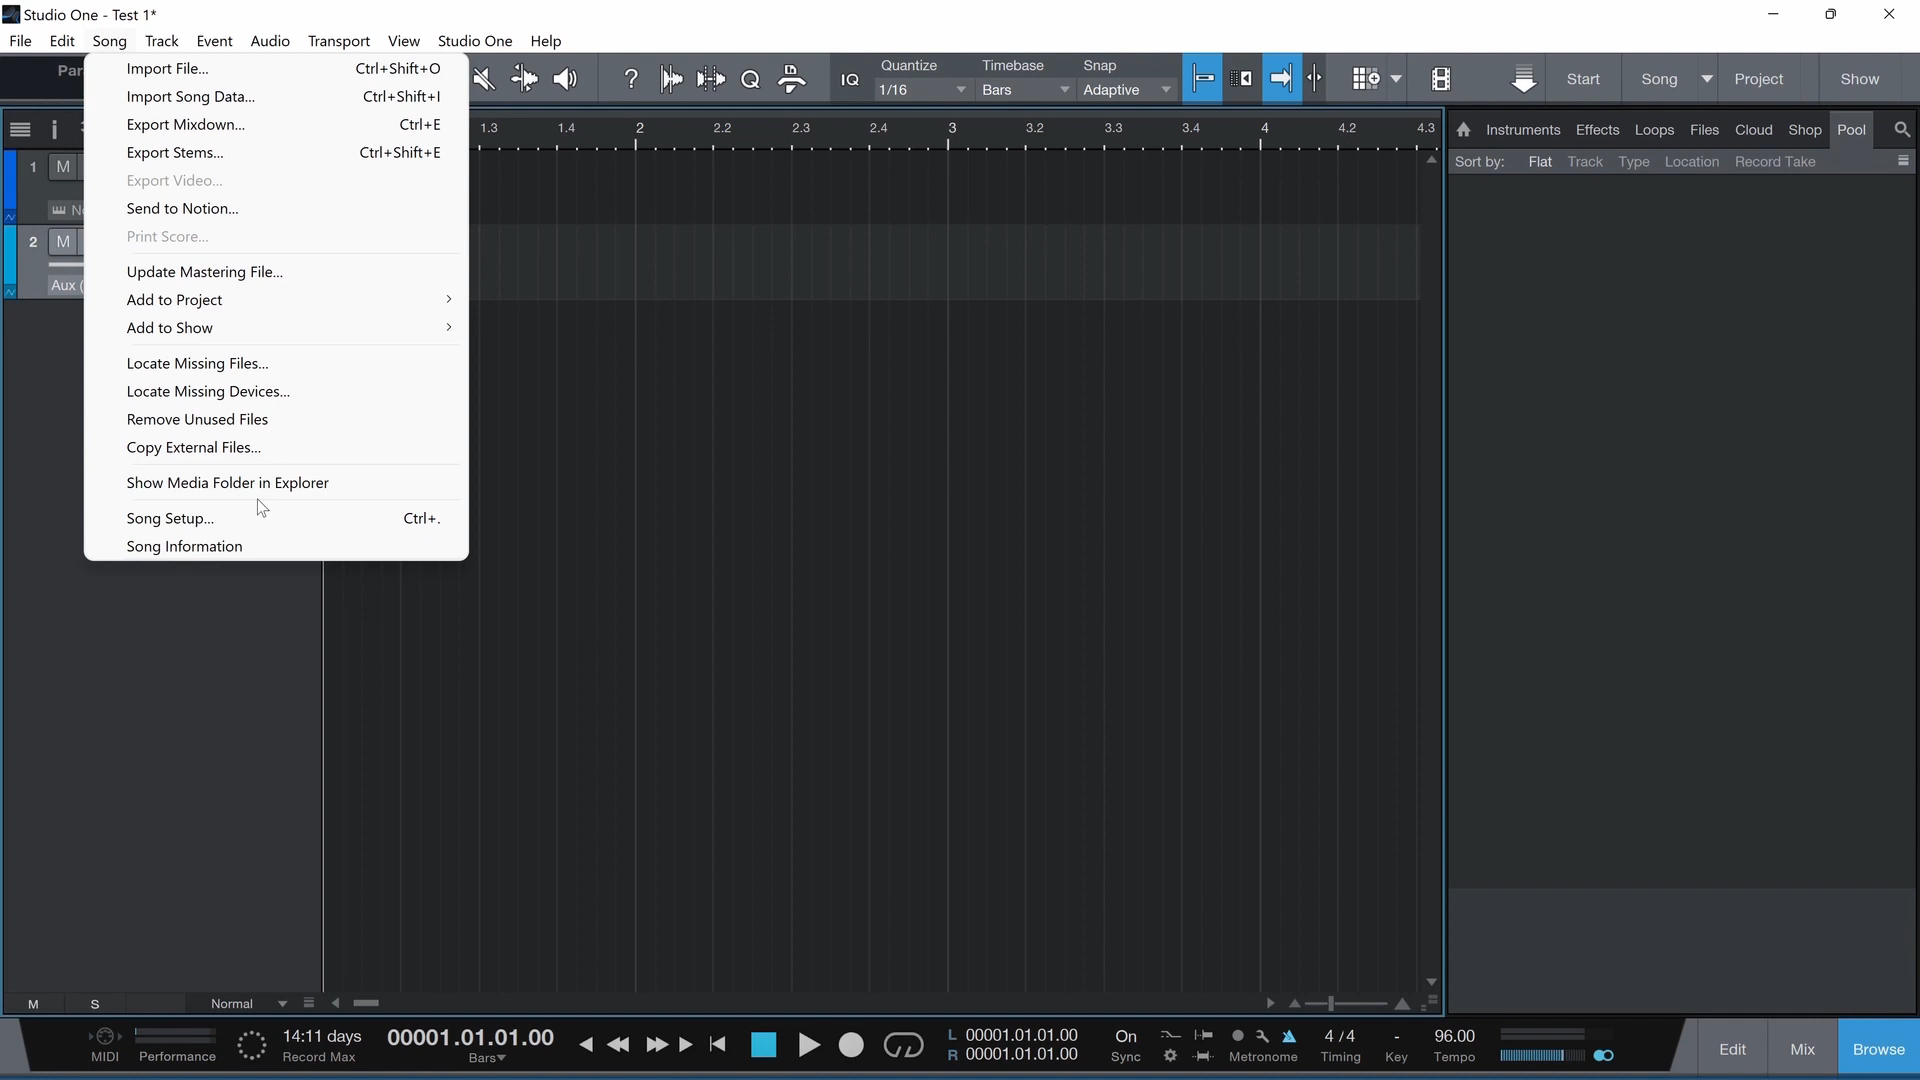 Studio One - Test 1*
File Edit Song Track Event Audio Transport View Studio One Help
Import File... Ctrl+Shift+O
Import Song Data... Ctrl+Shift+I
Export Mixdown... Ctrl+E
Export Stems... Ctrl+Shift+E
Export Video...
Send to Notion...
Print Score...
Update Mastering File...
Add to Project
Add to Show
Locate Missing Files...
Locate Missing Devices...
Remove Unused Files
Copy External Files...
Show Media Folder in Explorer
Song Setup... Ctrl+.
Song Information
Par
? Q IQ
Quantize Timebase Snap
1/16 Bars Adaptive
Start Song Project Show
1.3 1.4 2 2.2 2.3 2.4 3 3.2 3.3 3.4 4 4.2 4.3
Instruments Effects Loops Files Cloud Shop Pool
Sort by: Flat Track Type Location Record Take
1 M
2 M
Aux (
M S Normal
MIDI Performance
14:11 days
Record Max
00001.01.01.00
Bars
L 00001.01.01.00
R 00001.01.01.00
On
Sync
Metronome
4 / 4
Timing
-
Key
96.00
Tempo
Edit Mix Browse